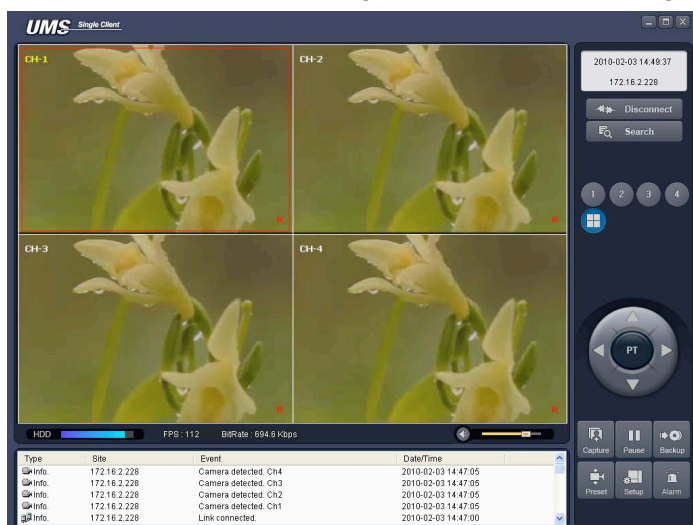 UMS Single Client
CH-1
CH-2
2010-02-03 14:49:37
172.16.2.228
Disconnect
Search
1 2 3 4
R
R
CH-3
CH-4
PT
R
R
HDD
FPS : 112
BitRate : 694.6 Kbps
Capture
Pause
Backup
Preset
Setup
Alarm
Type Site Event Date/Time
Info. 172.16.2.228 Camera detected. Ch4 2010-02-03 14:47:05
Info. 172.16.2.228 Camera detected. Ch3 2010-02-03 14:47:05
Info. 172.16.2.228 Camera detected. Ch2 2010-02-03 14:47:05
Info. 172.16.2.228 Camera detected. Ch1 2010-02-03 14:47:05
Info. 172.16.2.228 Link connected. 2010-02-03 14:47:00